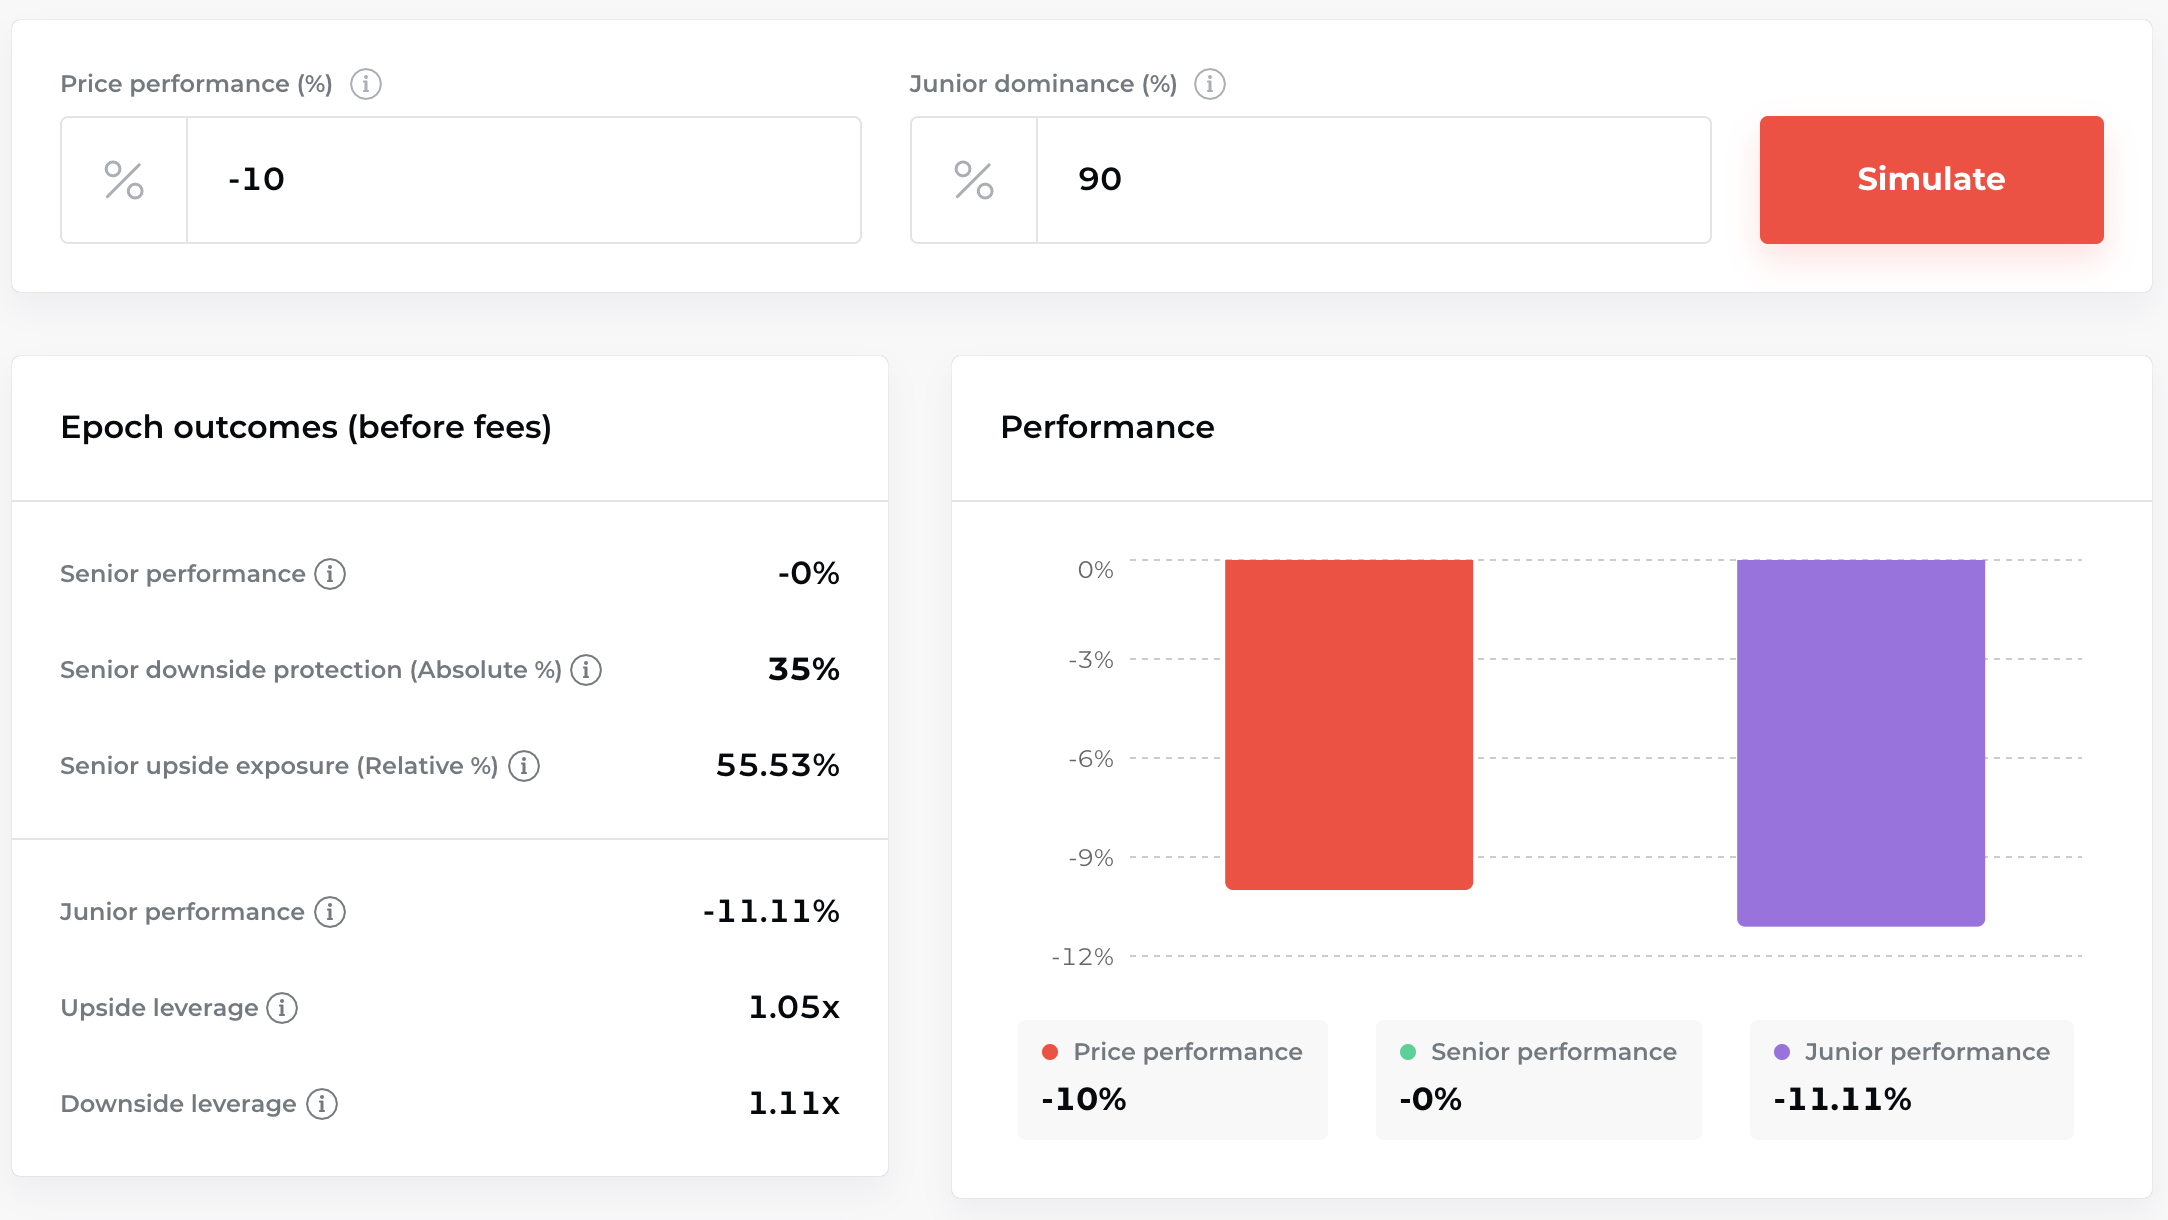 Price performance (%)
Junior dominance (%)
% -10
% 90
Simulate
Epoch outcomes (before fees)
Senior performance -0%
Senior downside protection (Absolute %) 35%
Senior upside exposure (Relative %) 55.53%
Junior performance -11.11%
Upside leverage 1.05x
Downside leverage 1.11x
Performance
0%
-3%
-6%
-9%
-12%
Price performance
-10%
Senior performance
-0%
Junior performance
-11.11%